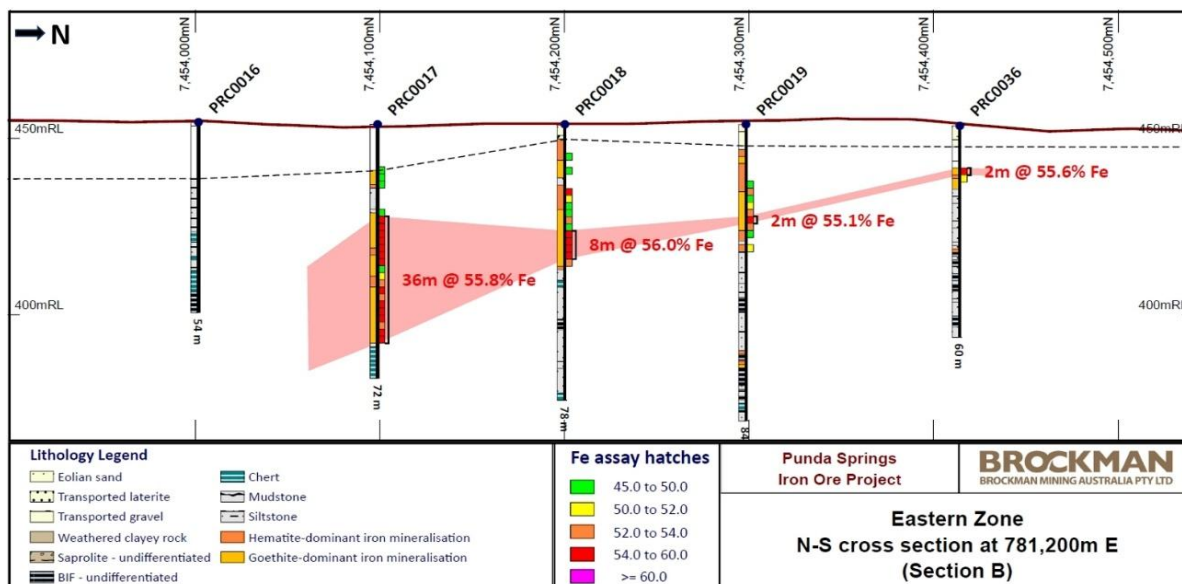 N
7,454,000mN
7,454,100mN
7,454,200mN
7,454,300mN
7,454,400mN
7,454,500mN
PRC0016
PRC0017
PRC0018
PRC0019
PRC0036
450mRL
450mRL
2m @ 55.6% Fe
2m @ 55.1% Fe
8m @ 56.0% Fe
36m @ 55.8% Fe
400mRL
400mRL
54 m
72 m
78 m
84
60 m
Lithology Legend
Eolian sand
Transported laterite
Transported gravel
Weathered clayey rock
Saprolite - undifferentiated
BIF - undifferentiated
Chert
Mudstone
Siltstone
Hematite-dominant iron mineralisation
Goethite-dominant iron mineralisation
Fe assay hatches
45.0 to 50.0
50.0 to 52.0
52.0 to 54.0
54.0 to 60.0
>= 60.0
Punda Springs
Iron Ore Project
BROCKMAN
BROCKMAN MINING AUSTRALIA PTY LTD
Eastern Zone
N-S cross section at 781,200m E
(Section B)